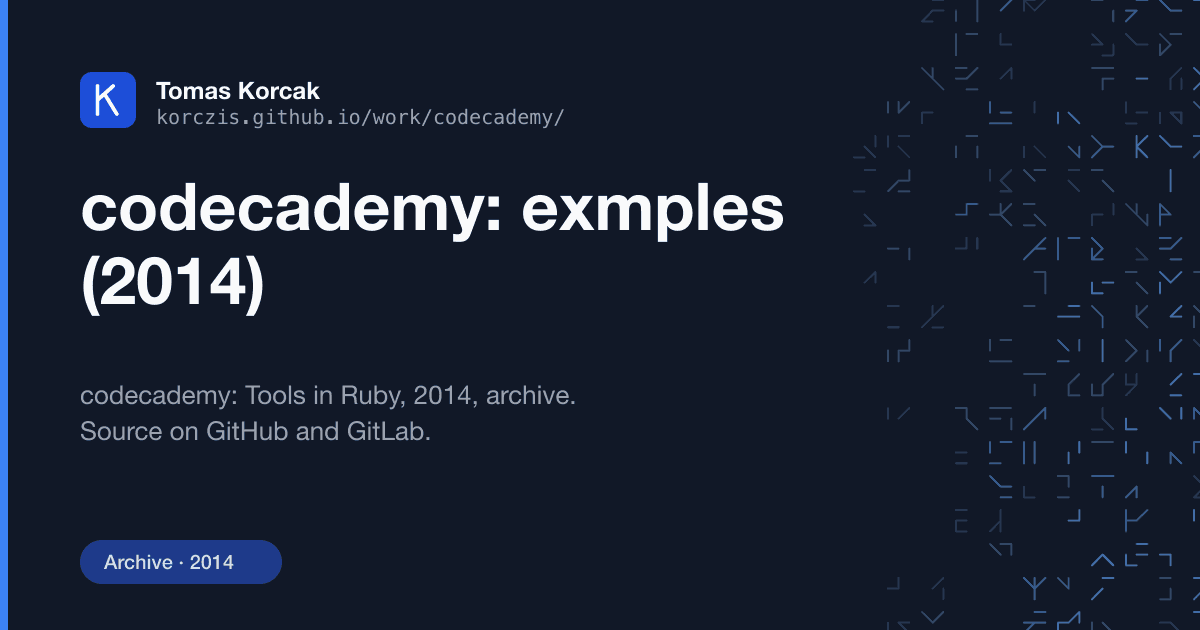 K
Tomas Korcak
korczis.github.io/work/codecademy/
codecademy: exmples
(2014)
codecademy: Tools in Ruby, 2014, archive.
Source on GitHub and GitLab.
Archive · 2014